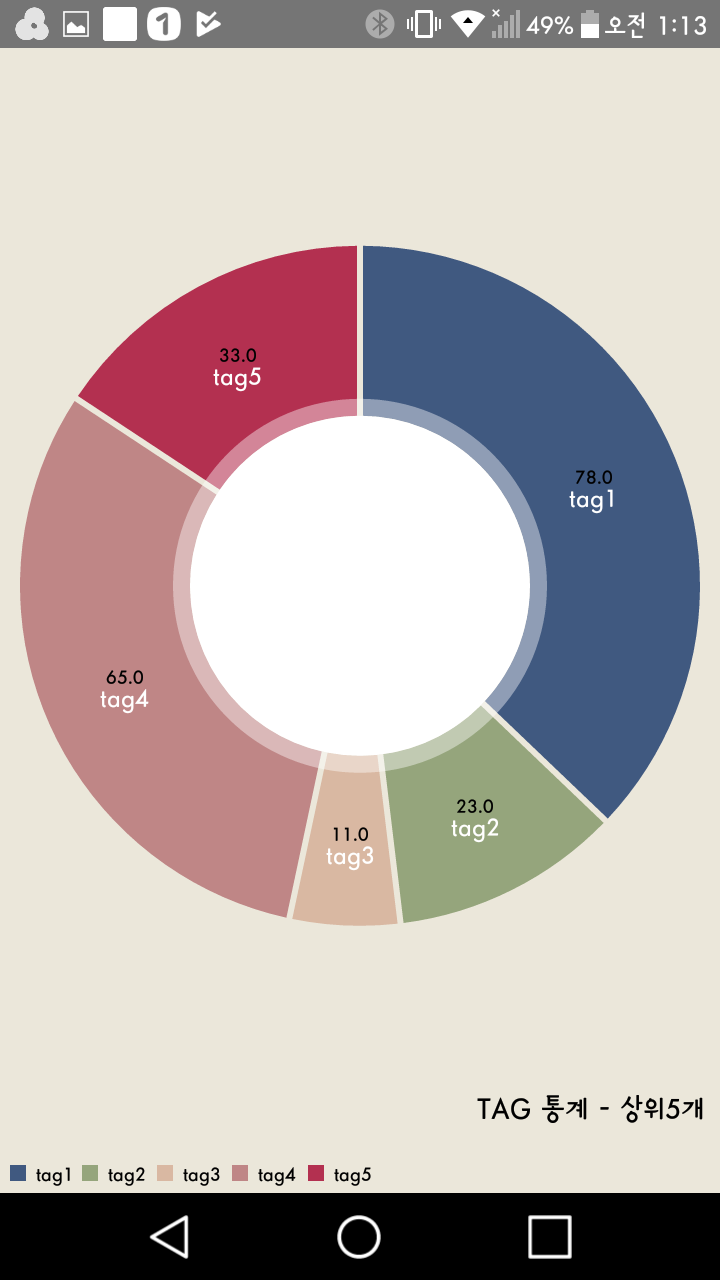 49% 오전 1:13
33.0
tag5
78.0
tag1
65.0
tag4
23.0
tag2
11.0
tag3
TAG 통계 - 상위5개
tag1 tag2 tag3 tag4 tag5